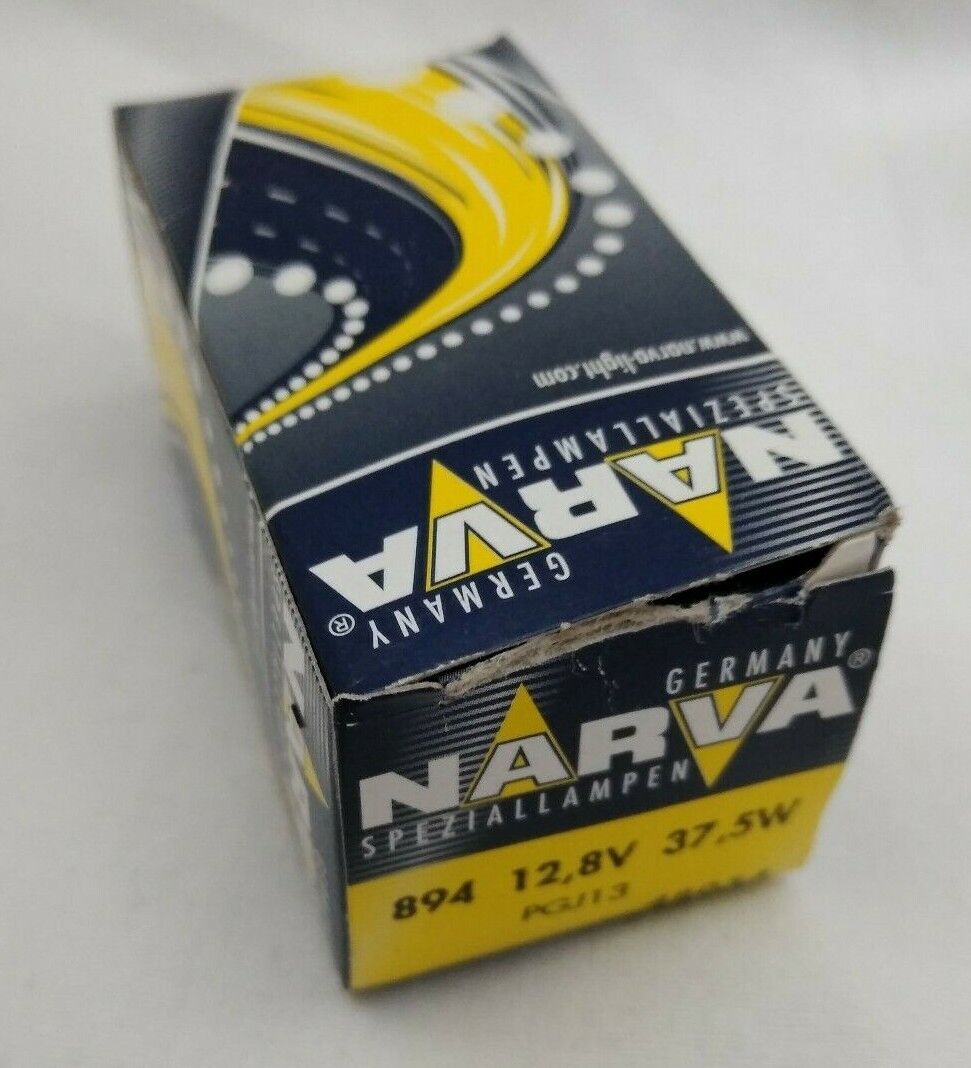 www.narva-light.com
NARVA
SPEZIALLAMPEN
GERMANY
®
GERMANY
NARVA®
SPEZIALLAMPEN
894 12,8V 37,5W
PGJ13